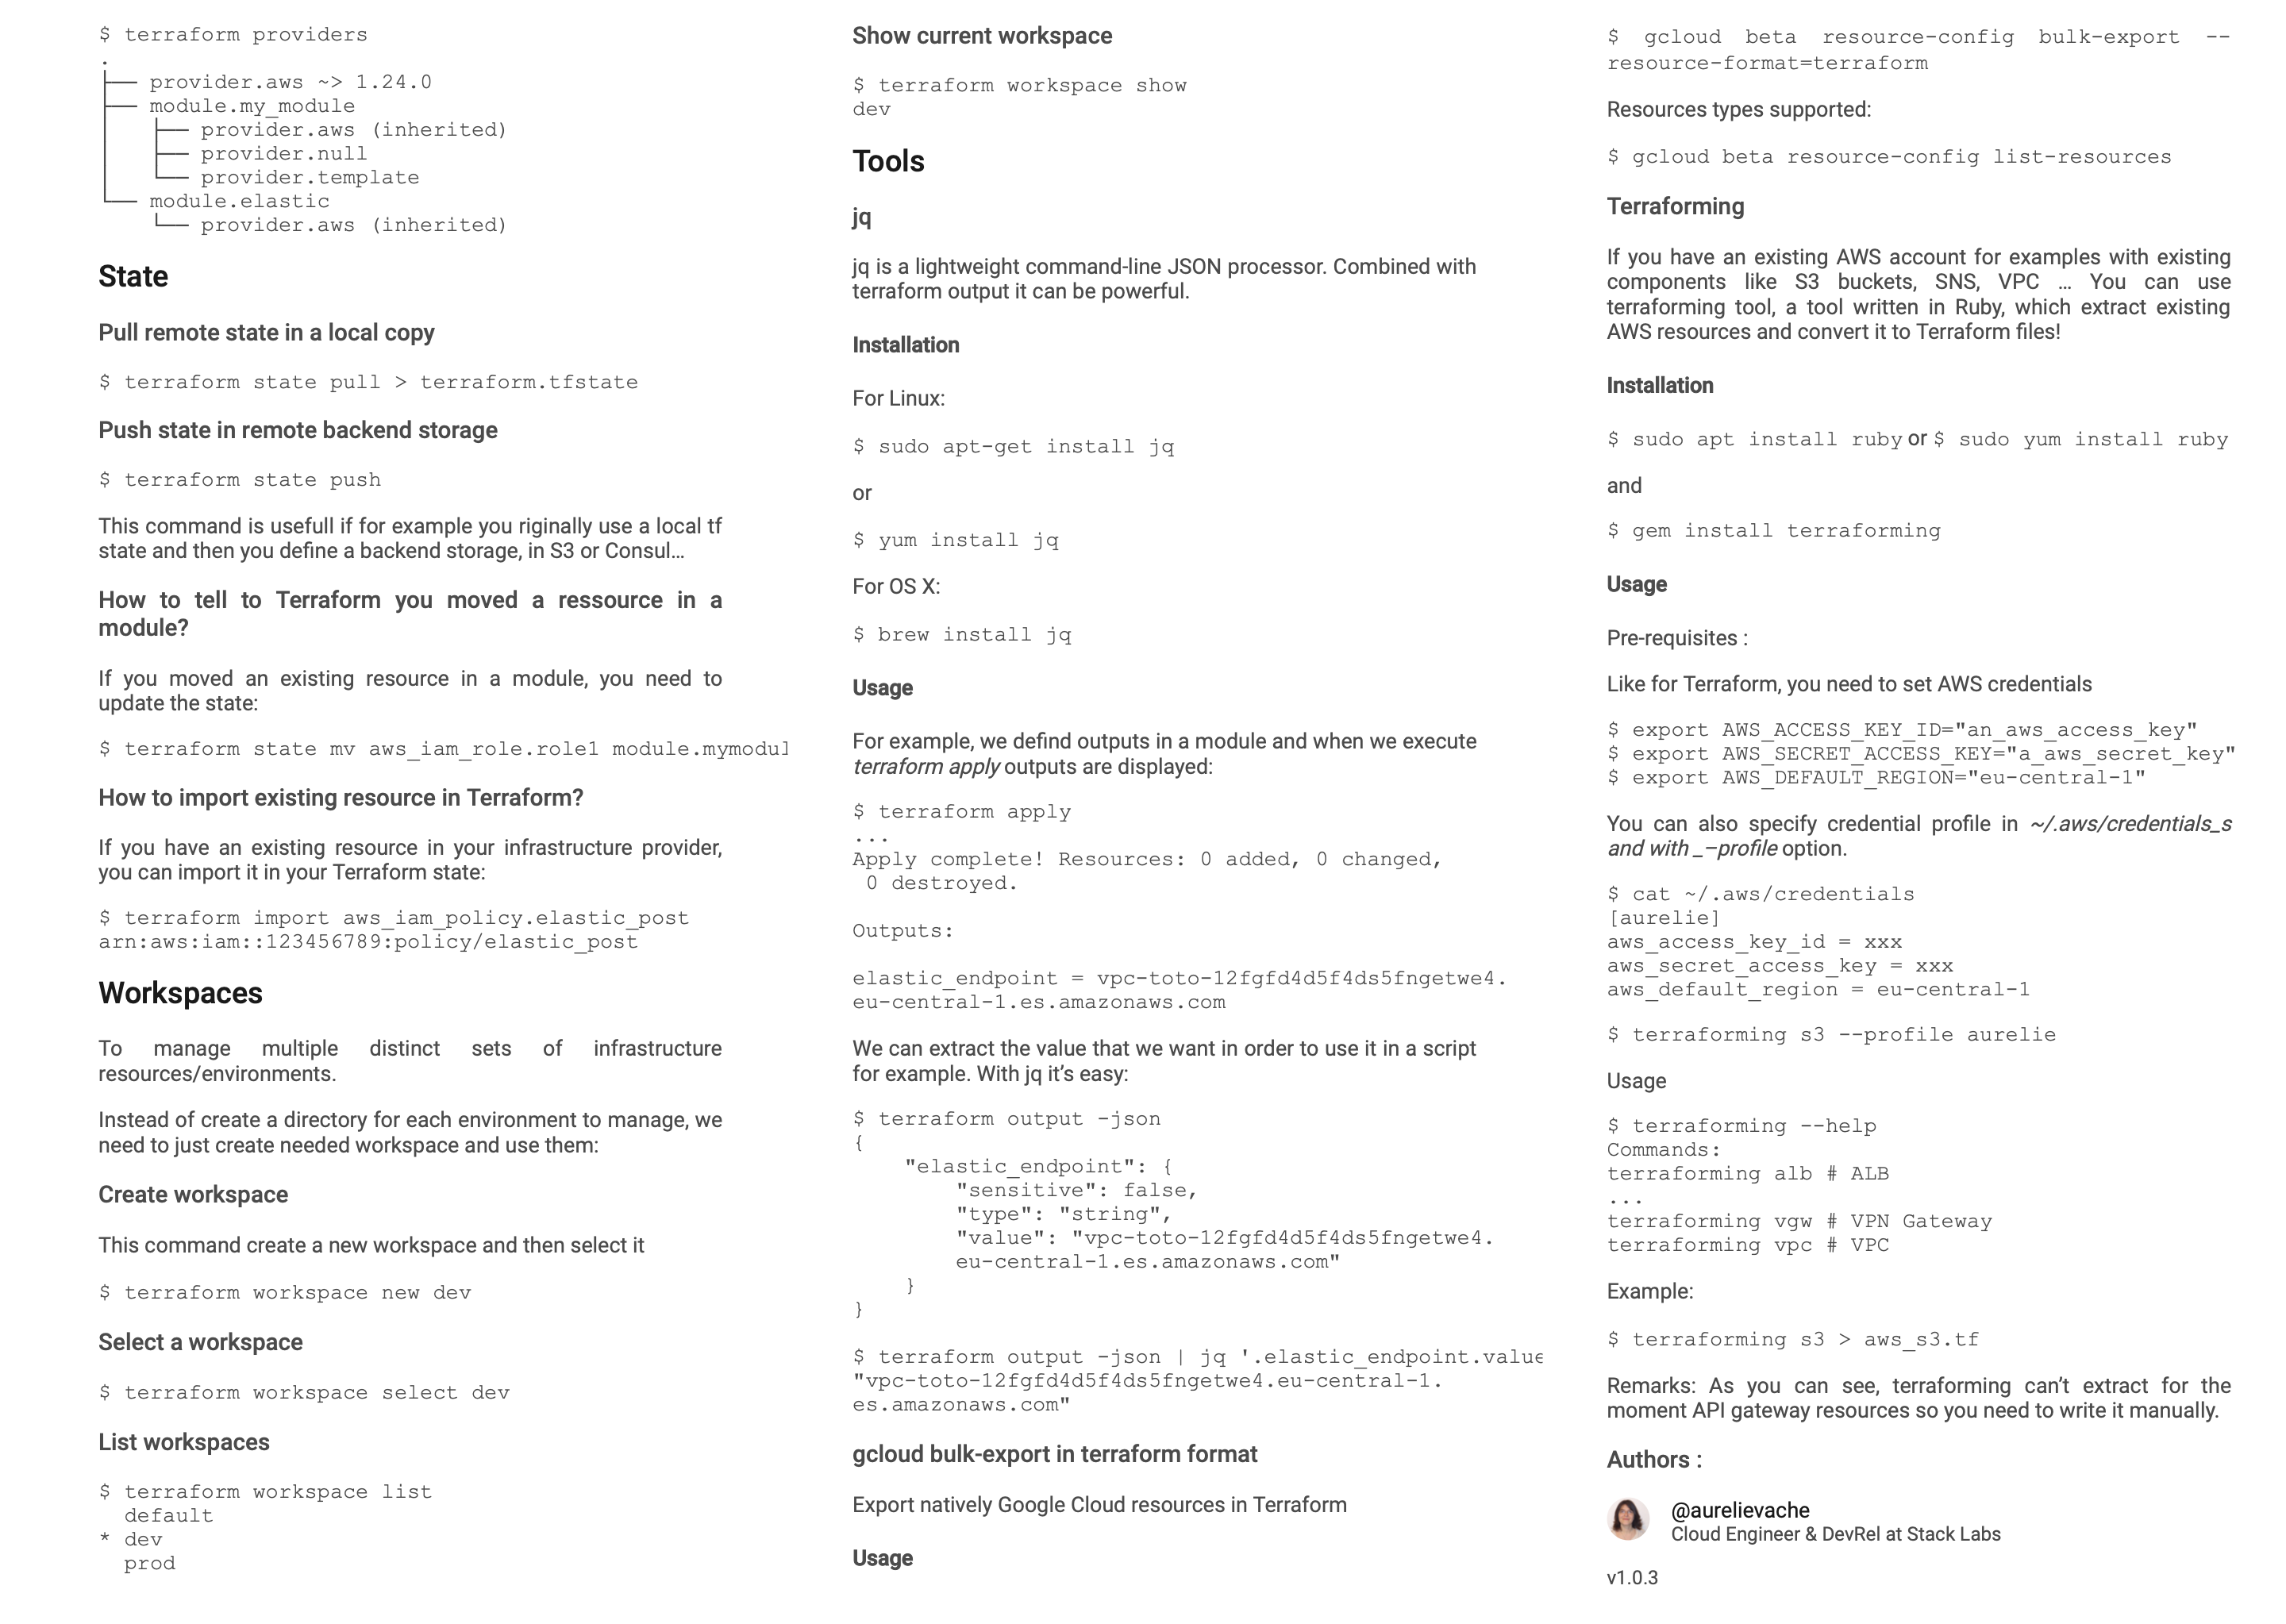 $ terraform providers
.
├── provider.aws ~> 1.24.0
├── module.my_module
│   ├── provider.aws (inherited)
│   ├── provider.null
│   └── provider.template
└── module.elastic
    └── provider.aws (inherited)
State
Pull remote state in a local copy
$ terraform state pull > terraform.tfstate
Push state in remote backend storage
$ terraform state push
This command is usefull if for example you riginally use a local tf
state and then you define a backend storage, in S3 or Consul…
How to tell to Terraform you moved a ressource in a
module?
If you moved an existing resource in a module, you need to
update the state:
$ terraform state mv aws_iam_role.role1 module.mymodul
How to import existing resource in Terraform?
If you have an existing resource in your infrastructure provider,
you can import it in your Terraform state:
$ terraform import aws_iam_policy.elastic_post
arn:aws:iam::123456789:policy/elastic_post
Workspaces
To manage multiple distinct sets of infrastructure
resources/environments.
Instead of create a directory for each environment to manage, we
need to just create needed workspace and use them:
Create workspace
This command create a new workspace and then select it
$ terraform workspace new dev
Select a workspace
$ terraform workspace select dev
List workspaces
$ terraform workspace list
  default
* dev
  prod
Show current workspace
$ terraform workspace show
dev
Tools
jq
jq is a lightweight command-line JSON processor. Combined with
terraform output it can be powerful.
Installation
For Linux:
$ sudo apt-get install jq
or
$ yum install jq
For OS X:
$ brew install jq
Usage
For example, we defind outputs in a module and when we execute
terraform apply outputs are displayed:
$ terraform apply
...
Apply complete! Resources: 0 added, 0 changed,
 0 destroyed.
Outputs:
elastic_endpoint = vpc-toto-12fgfd4d5f4ds5fngetwe4.
eu-central-1.es.amazonaws.com
We can extract the value that we want in order to use it in a script
for example. With jq it’s easy:
$ terraform output -json
{
    "elastic_endpoint": {
        "sensitive": false,
        "type": "string",
        "value": "vpc-toto-12fgfd4d5f4ds5fngetwe4.
        eu-central-1.es.amazonaws.com"
    }
}
$ terraform output -json | jq '.elastic_endpoint.value
"vpc-toto-12fgfd4d5f4ds5fngetwe4.eu-central-1.
es.amazonaws.com"
gcloud bulk-export in terraform format
Export natively Google Cloud resources in Terraform
Usage
$ gcloud beta resource-config bulk-export --
resource-format=terraform
Resources types supported:
$ gcloud beta resource-config list-resources
Terraforming
If you have an existing AWS account for examples with existing
components like S3 buckets, SNS, VPC … You can use
terraforming tool, a tool written in Ruby, which extract existing
AWS resources and convert it to Terraform files!
Installation
$ sudo apt install ruby or $ sudo yum install ruby
and
$ gem install terraforming
Usage
Pre-requisites :
Like for Terraform, you need to set AWS credentials
$ export AWS_ACCESS_KEY_ID="an_aws_access_key"
$ export AWS_SECRET_ACCESS_KEY="a_aws_secret_key"
$ export AWS_DEFAULT_REGION="eu-central-1"
You can also specify credential profile in ~/.aws/credentials_s
and with _–profile option.
$ cat ~/.aws/credentials
[aurelie]
aws_access_key_id = xxx
aws_secret_access_key = xxx
aws_default_region = eu-central-1
$ terraforming s3 --profile aurelie
Usage
$ terraforming --help
Commands:
terraforming alb # ALB
...
terraforming vgw # VPN Gateway
terraforming vpc # VPC
Example:
$ terraforming s3 > aws_s3.tf
Remarks: As you can see, terraforming can’t extract for the
moment API gateway resources so you need to write it manually.
Authors :
@aurelievache
Cloud Engineer & DevRel at Stack Labs
v1.0.3